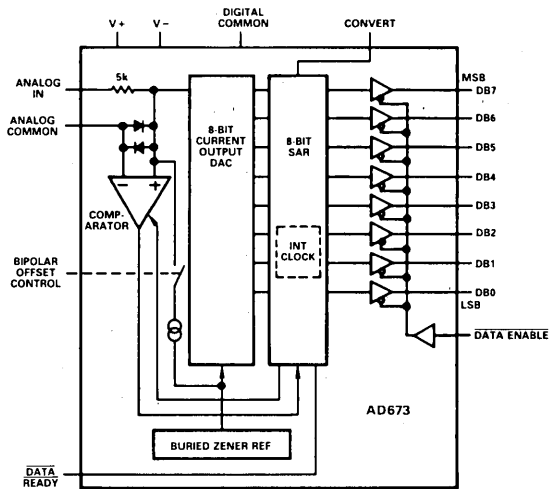 V+
V-
DIGITAL
COMMON
CONVERT
ANALOG
IN
5k
MSB
DB7
ANALOG
COMMON
DB6
8-BIT
CURRENT
OUTPUT
DAC
8-BIT
SAR
DB5
DB4
-
+
COMP-
ARATOR
DB3
INT
CLOCK
DB2
BIPOLAR
OFFSET
CONTROL
DB1
DB0
LSB
DATA ENABLE
AD673
BURIED ZENER REF
DATA
READY